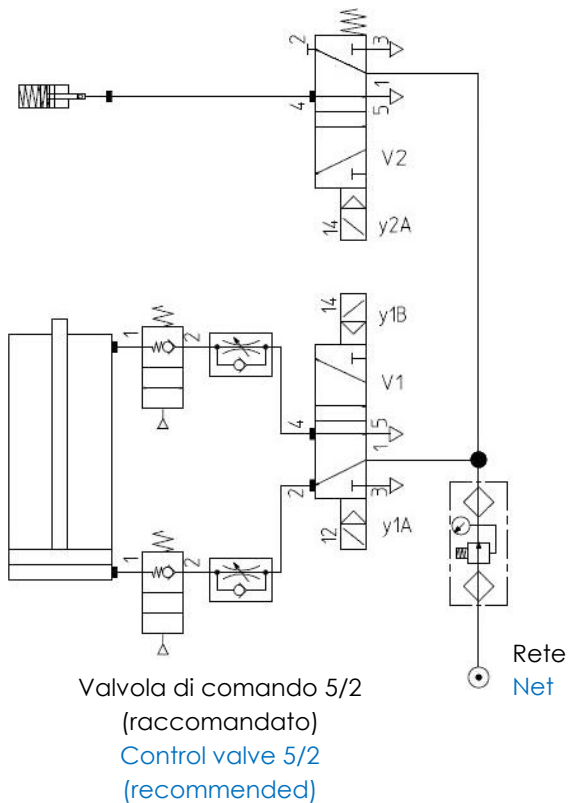 2
3
4
1
5
V2
14
y2A
14
y1B
1
2
V1
4
5
1
2
3
1
2
12
y1A
Rete
Net
Valvola di comando 5/2
(raccomandato)
Control valve 5/2
(recommended)